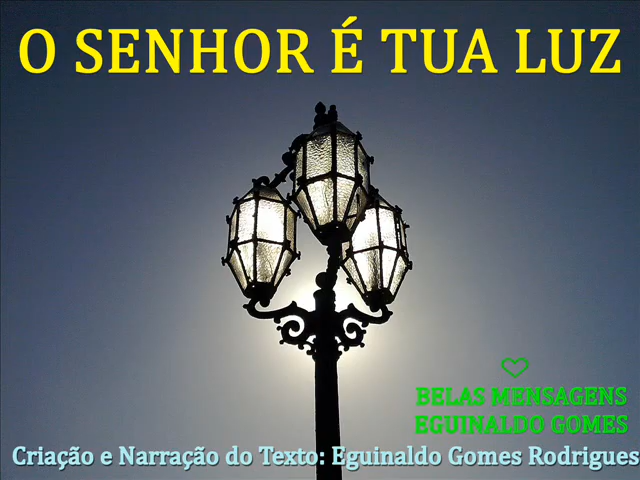 O SENHOR É TUA LUZ
BELAS MENSAGENS
EGUINALDO GOMES
Criação e Narração do Texto: Eguinaldo Gomes Rodrigues